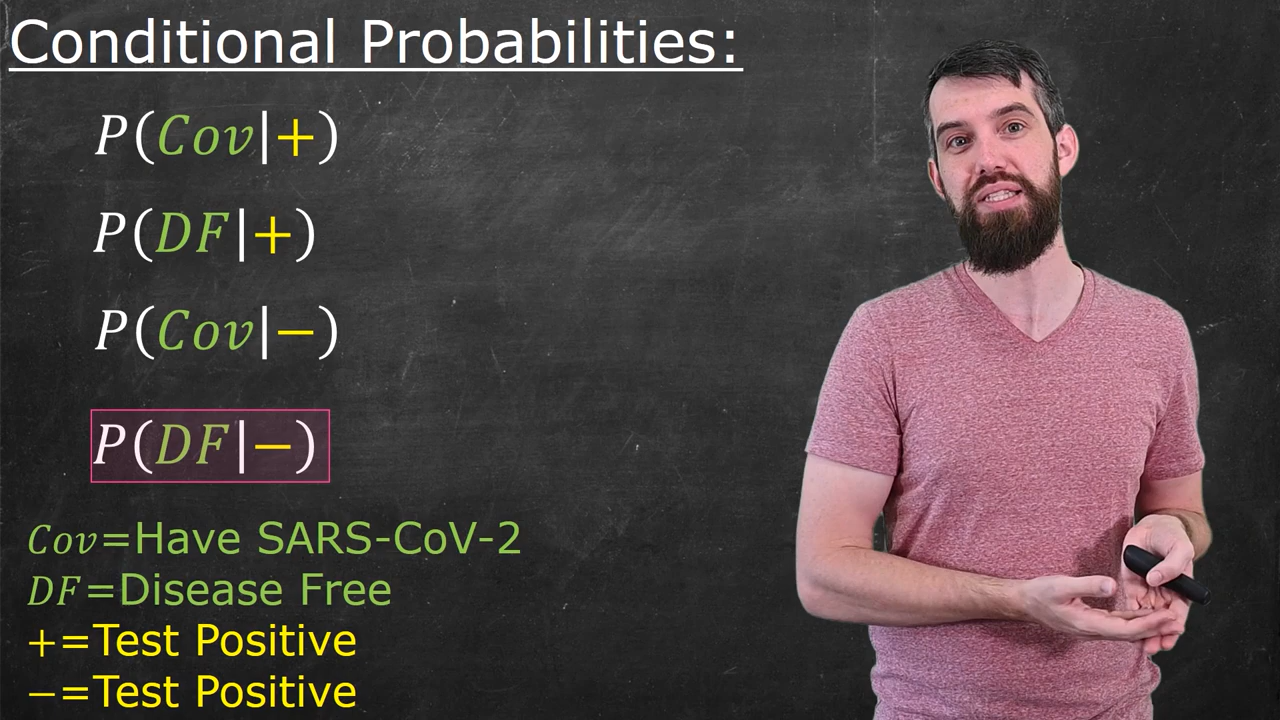 Conditional Probabilities:
P(Cov|+)
P(DF|+)
P(Cov|−)
P(DF|−)
Cov=Have SARS-CoV-2
DF=Disease Free
+=Test Positive
−=Test Positive